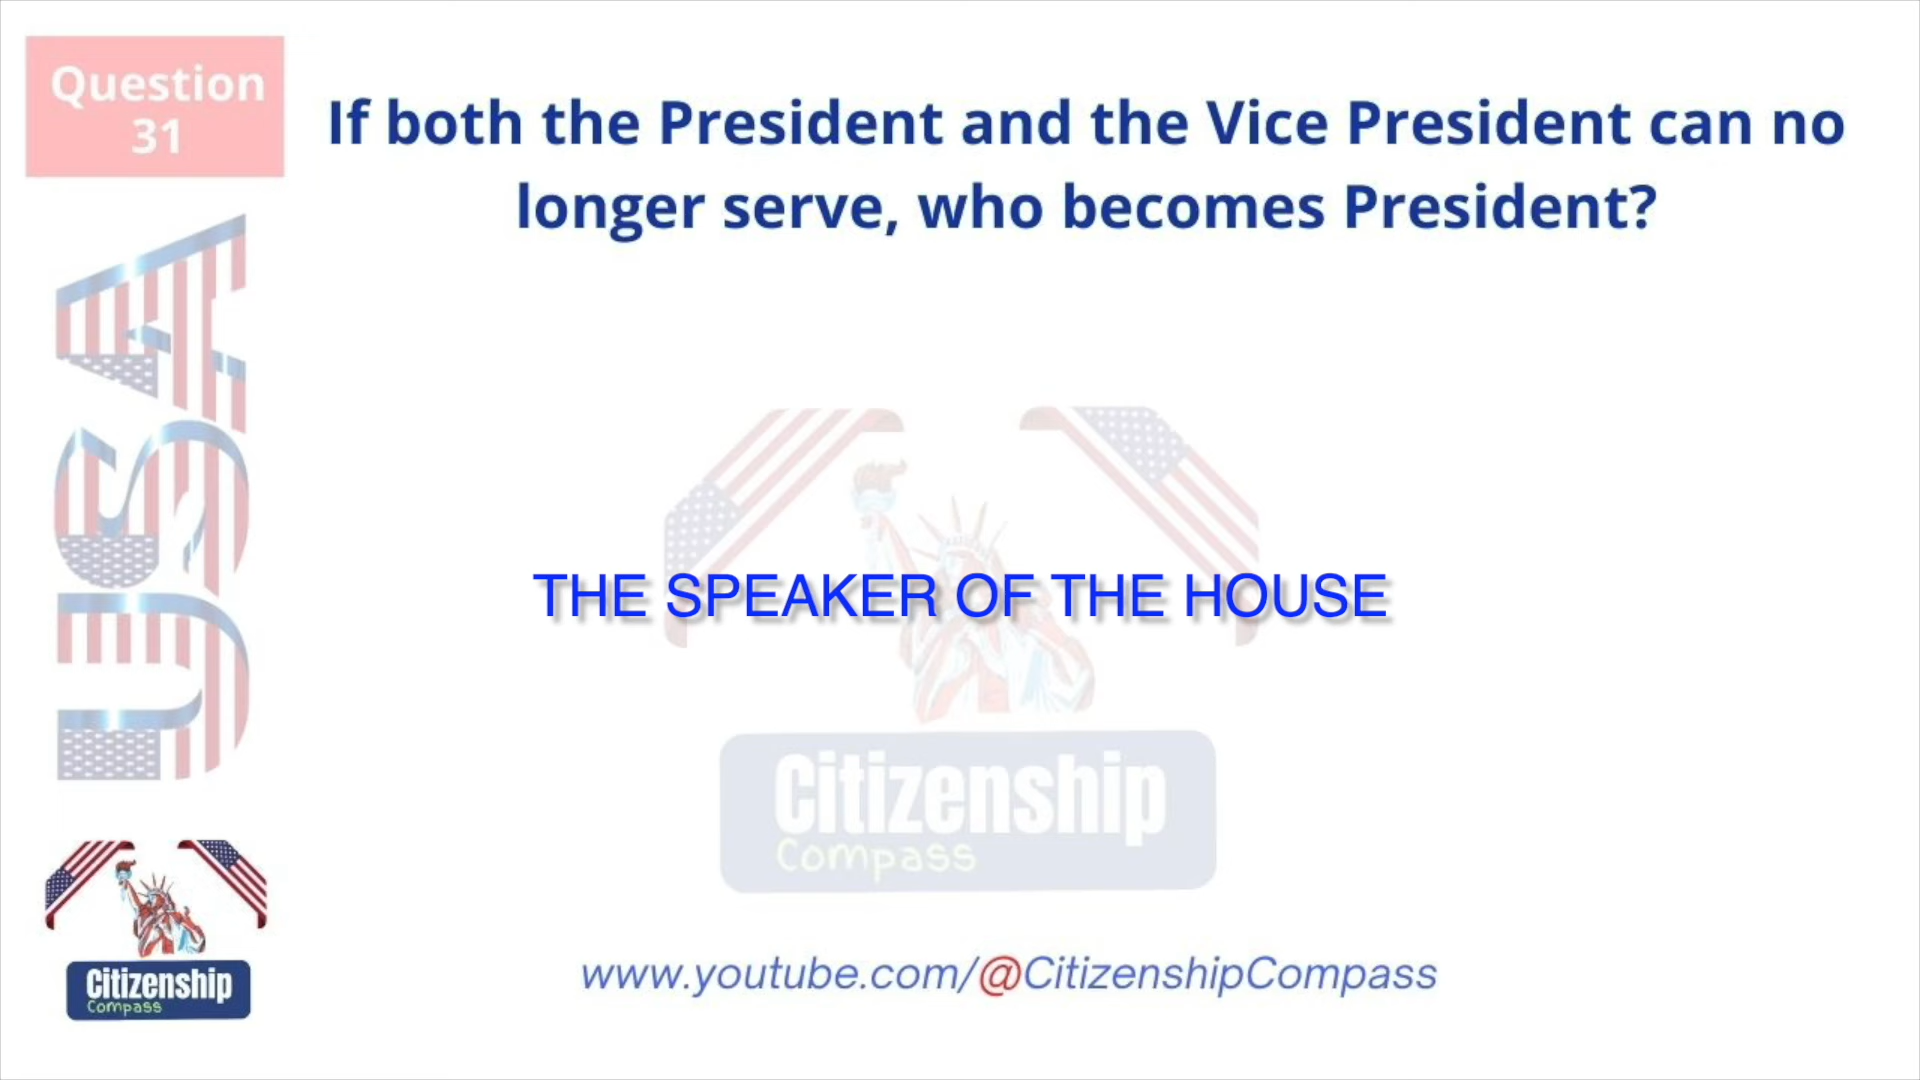 Question
31
If both the President and the Vice President can no
longer serve, who becomes President?
THE SPEAKER OF THE HOUSE
Citizenship
Compass
www.youtube.com/@CitizenshipCompass
USA
Citizenship
Compass